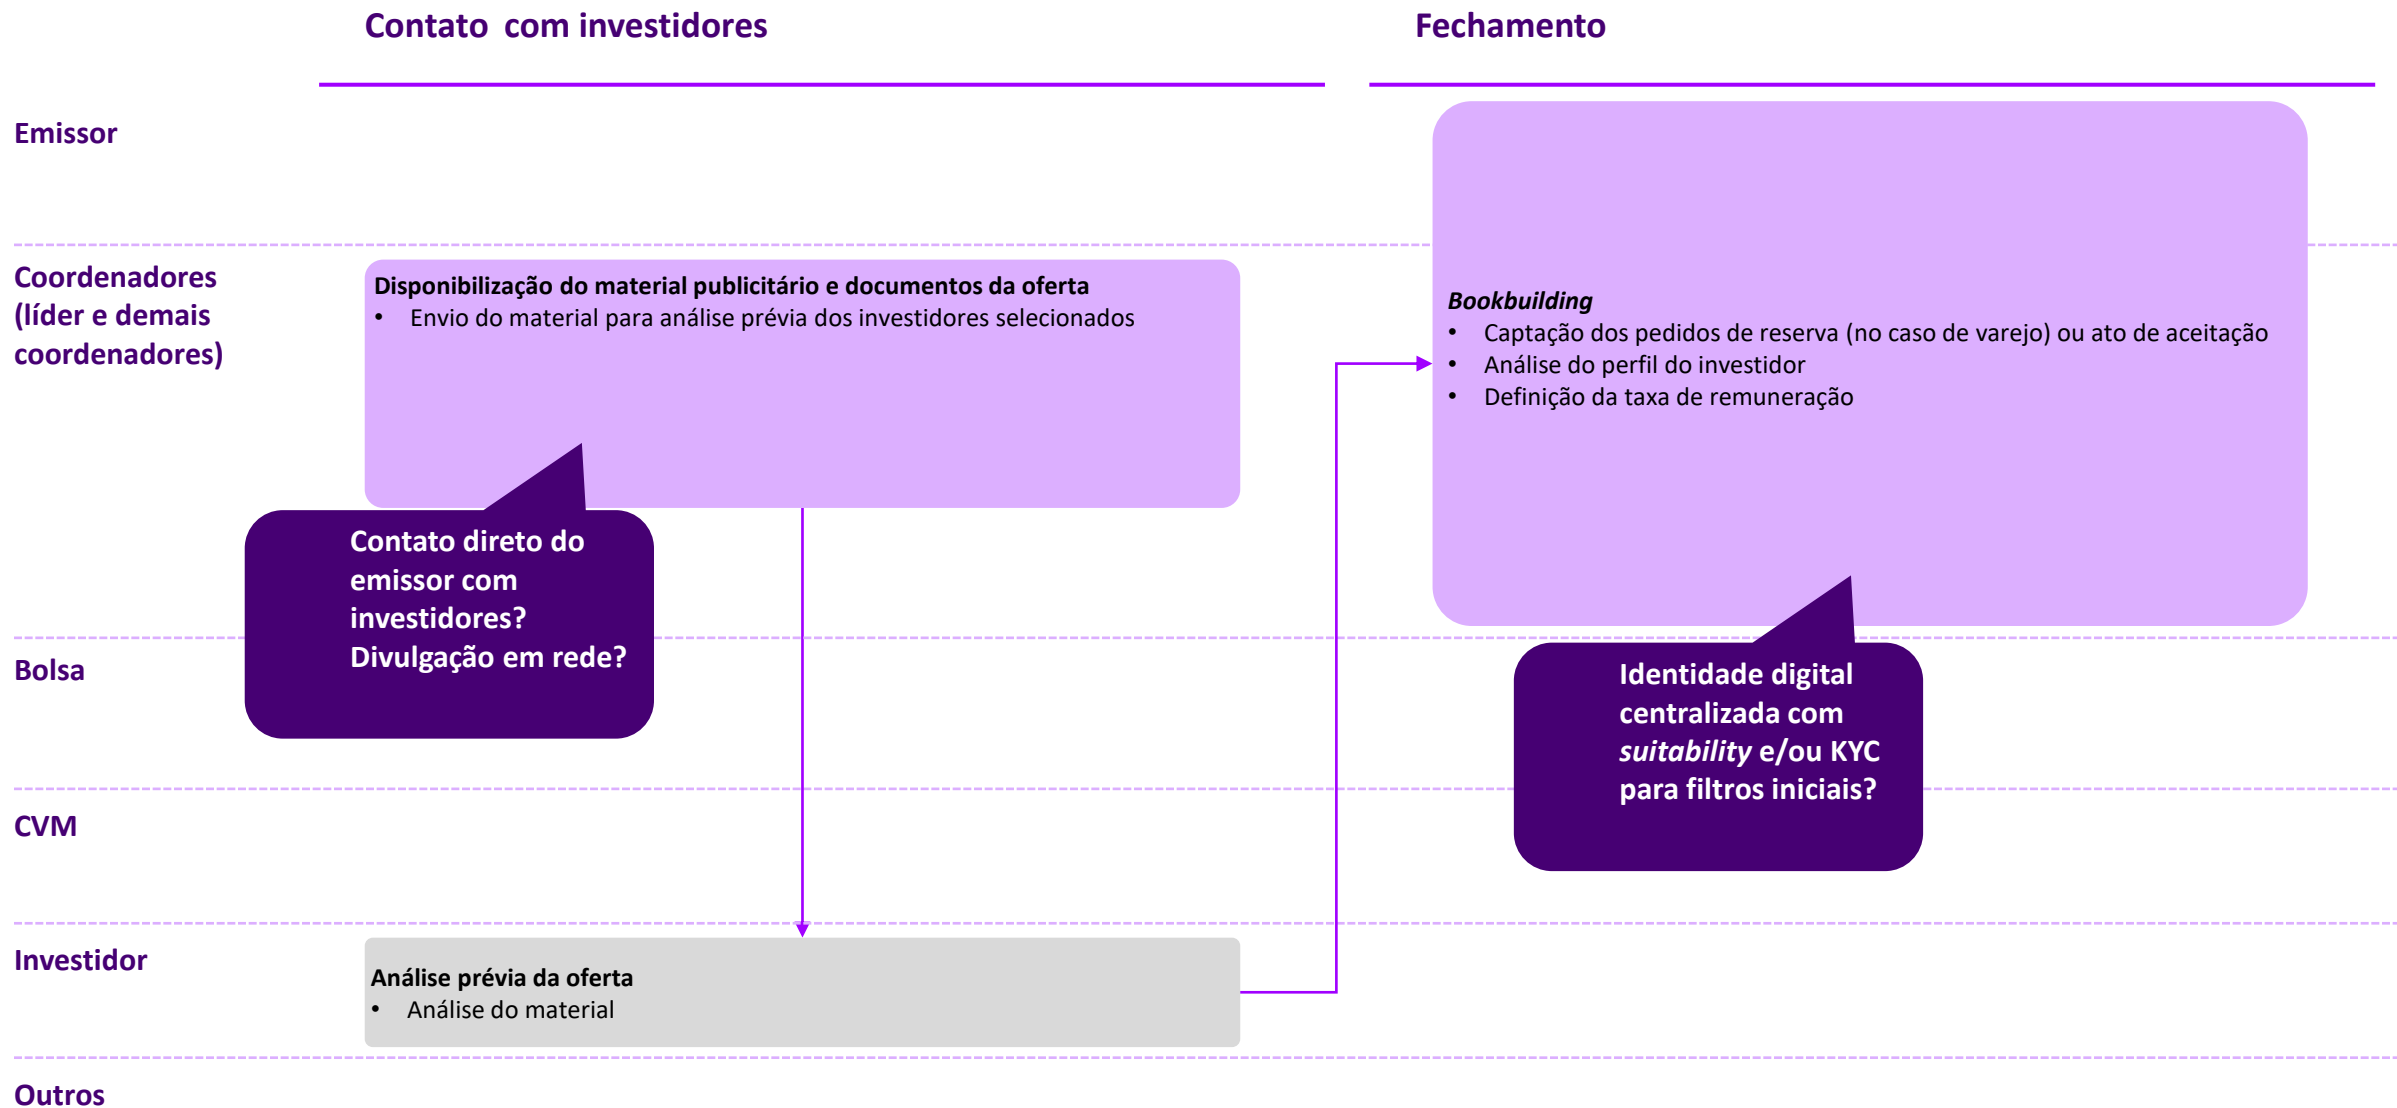 Contato com investidores
Fechamento
Emissor
Coordenadores
(líder e demais
coordenadores)
Disponibilização do material publicitário e documentos da oferta
• Envio do material para análise prévia dos investidores selecionados
Bookbuilding
• Captação dos pedidos de reserva (no caso de varejo) ou ato de aceitação
• Análise do perfil do investidor
• Definição da taxa de remuneração
Contato direto do
emissor com
investidores?
Divulgação em rede?
Bolsa
Identidade digital
centralizada com
suitability e/ou KYC
para filtros iniciais?
CVM
Investidor
Análise prévia da oferta
• Análise do material
Outros